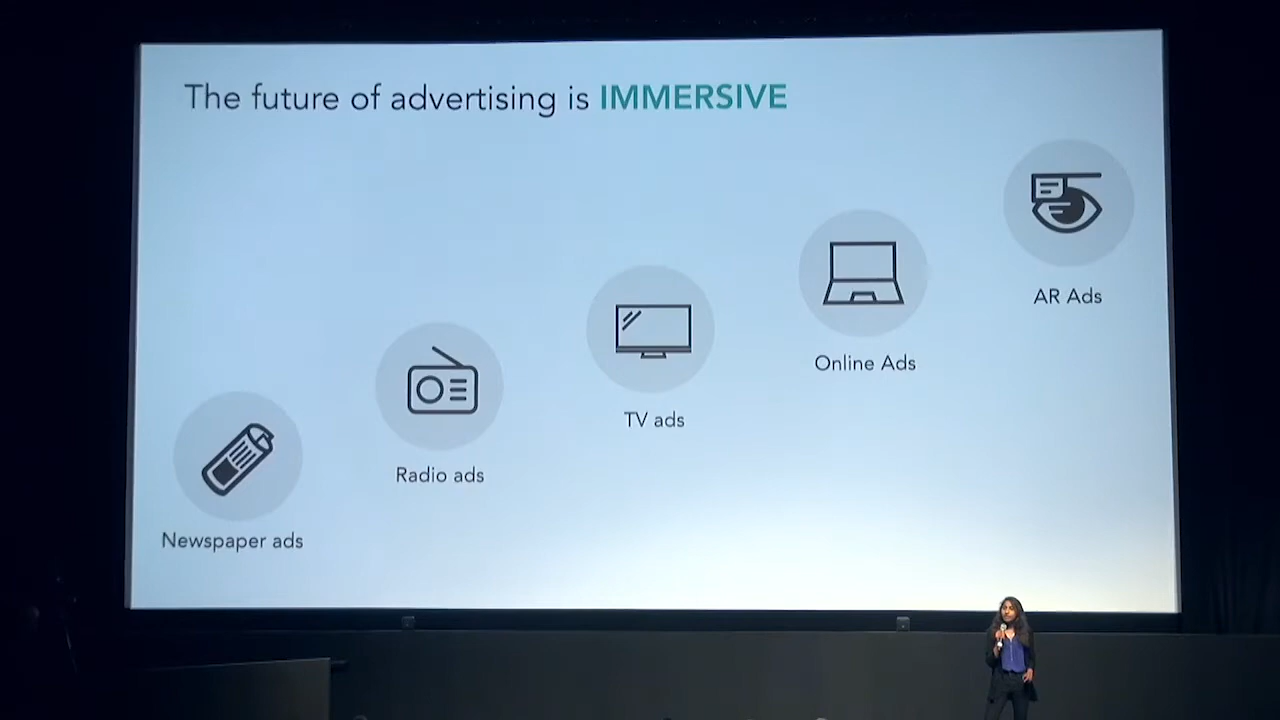 The future of advertising is IMMERSIVE
Newspaper ads
Radio ads
TV ads
Online Ads
AR Ads